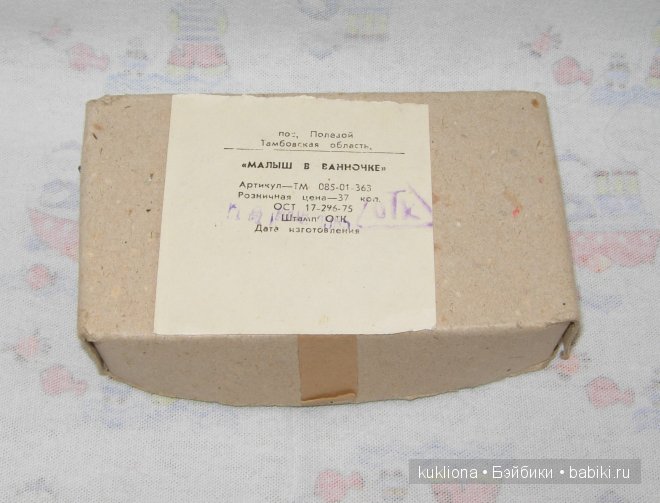 пос, Полевой
Тамбовская область,
«МАЛЫШ В ВАННОЧКЕ»
Артикул—ТМ 085-01-363
Розничная цена—37 коп.
ОСТ 17-296-75
Штамп ОТК
ОТК
Дата изготовления
kukliona • Бэйбики • babiki.ru